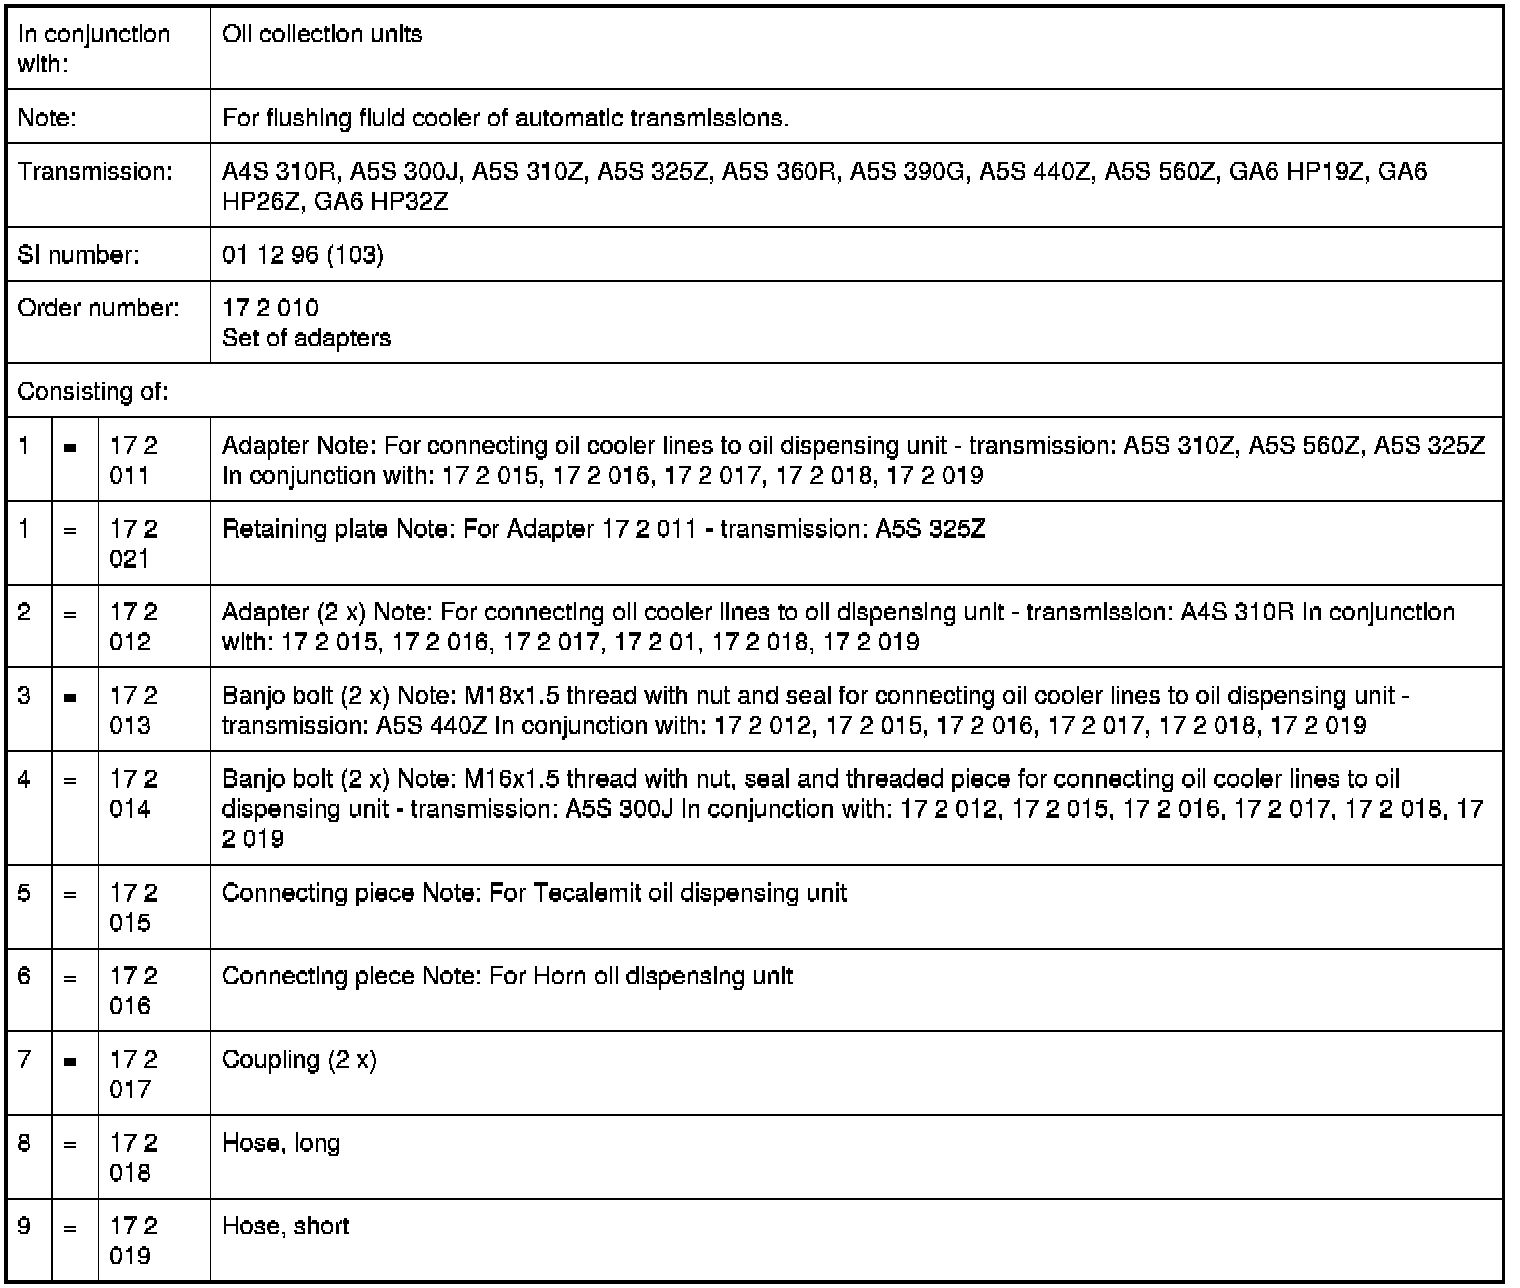 In conjunction Oil collection units
with:
Note: For flushing fluid cooler of automatic transmissions.
Transmission: A4S 310R, A5S 300J, A5S 310Z, A5S 325Z, A5S 360R, A5S 390G, A5S 440Z, A5S 560Z, GA6 HP19Z, GA6
HP26Z, GA6 HP32Z
SI number: 01 12 96 (103)
Order number: 17 2 010
Set of adapters
Consisting of:
1 = 17 2 Adapter Note: For connecting oil cooler lines to oil dispensing unit - transmission: A5S 310Z, A5S 560Z, A5S 325Z
011 In conjunction with: 17 2 015, 17 2 016, 17 2 017, 17 2 018, 17 2 019
1 = 17 2 Retaining plate Note: For Adapter 17 2 011 - transmission: A5S 325Z
021
2 = 17 2 Adapter (2 x) Note: For connecting oil cooler lines to oil dispensing unit - transmission: A4S 310R In conjunction
012 with: 17 2 015, 17 2 016, 17 2 017, 17 2 01, 17 2 018, 17 2 019
3 = 17 2 Banjo bolt (2 x) Note: M18x1.5 thread with nut and seal for connecting oil cooler lines to oil dispensing unit -
013 transmission: A5S 440Z In conjunction with: 17 2 012, 17 2 015, 17 2 016, 17 2 017, 17 2 018, 17 2 019
4 = 17 2 Banjo bolt (2 x) Note: M16x1.5 thread with nut, seal and threaded piece for connecting oil cooler lines to oil
014 dispensing unit - transmission: A5S 300J In conjunction with: 17 2 012, 17 2 015, 17 2 016, 17 2 017, 17 2 018, 17
2 019
5 = 17 2 Connecting piece Note: For Tecalemit oil dispensing unit
015
6 = 17 2 Connecting piece Note: For Horn oil dispensing unit
016
7 = 17 2 Coupling (2 x)
017
8 = 17 2 Hose, long
018
9 = 17 2 Hose, short
019